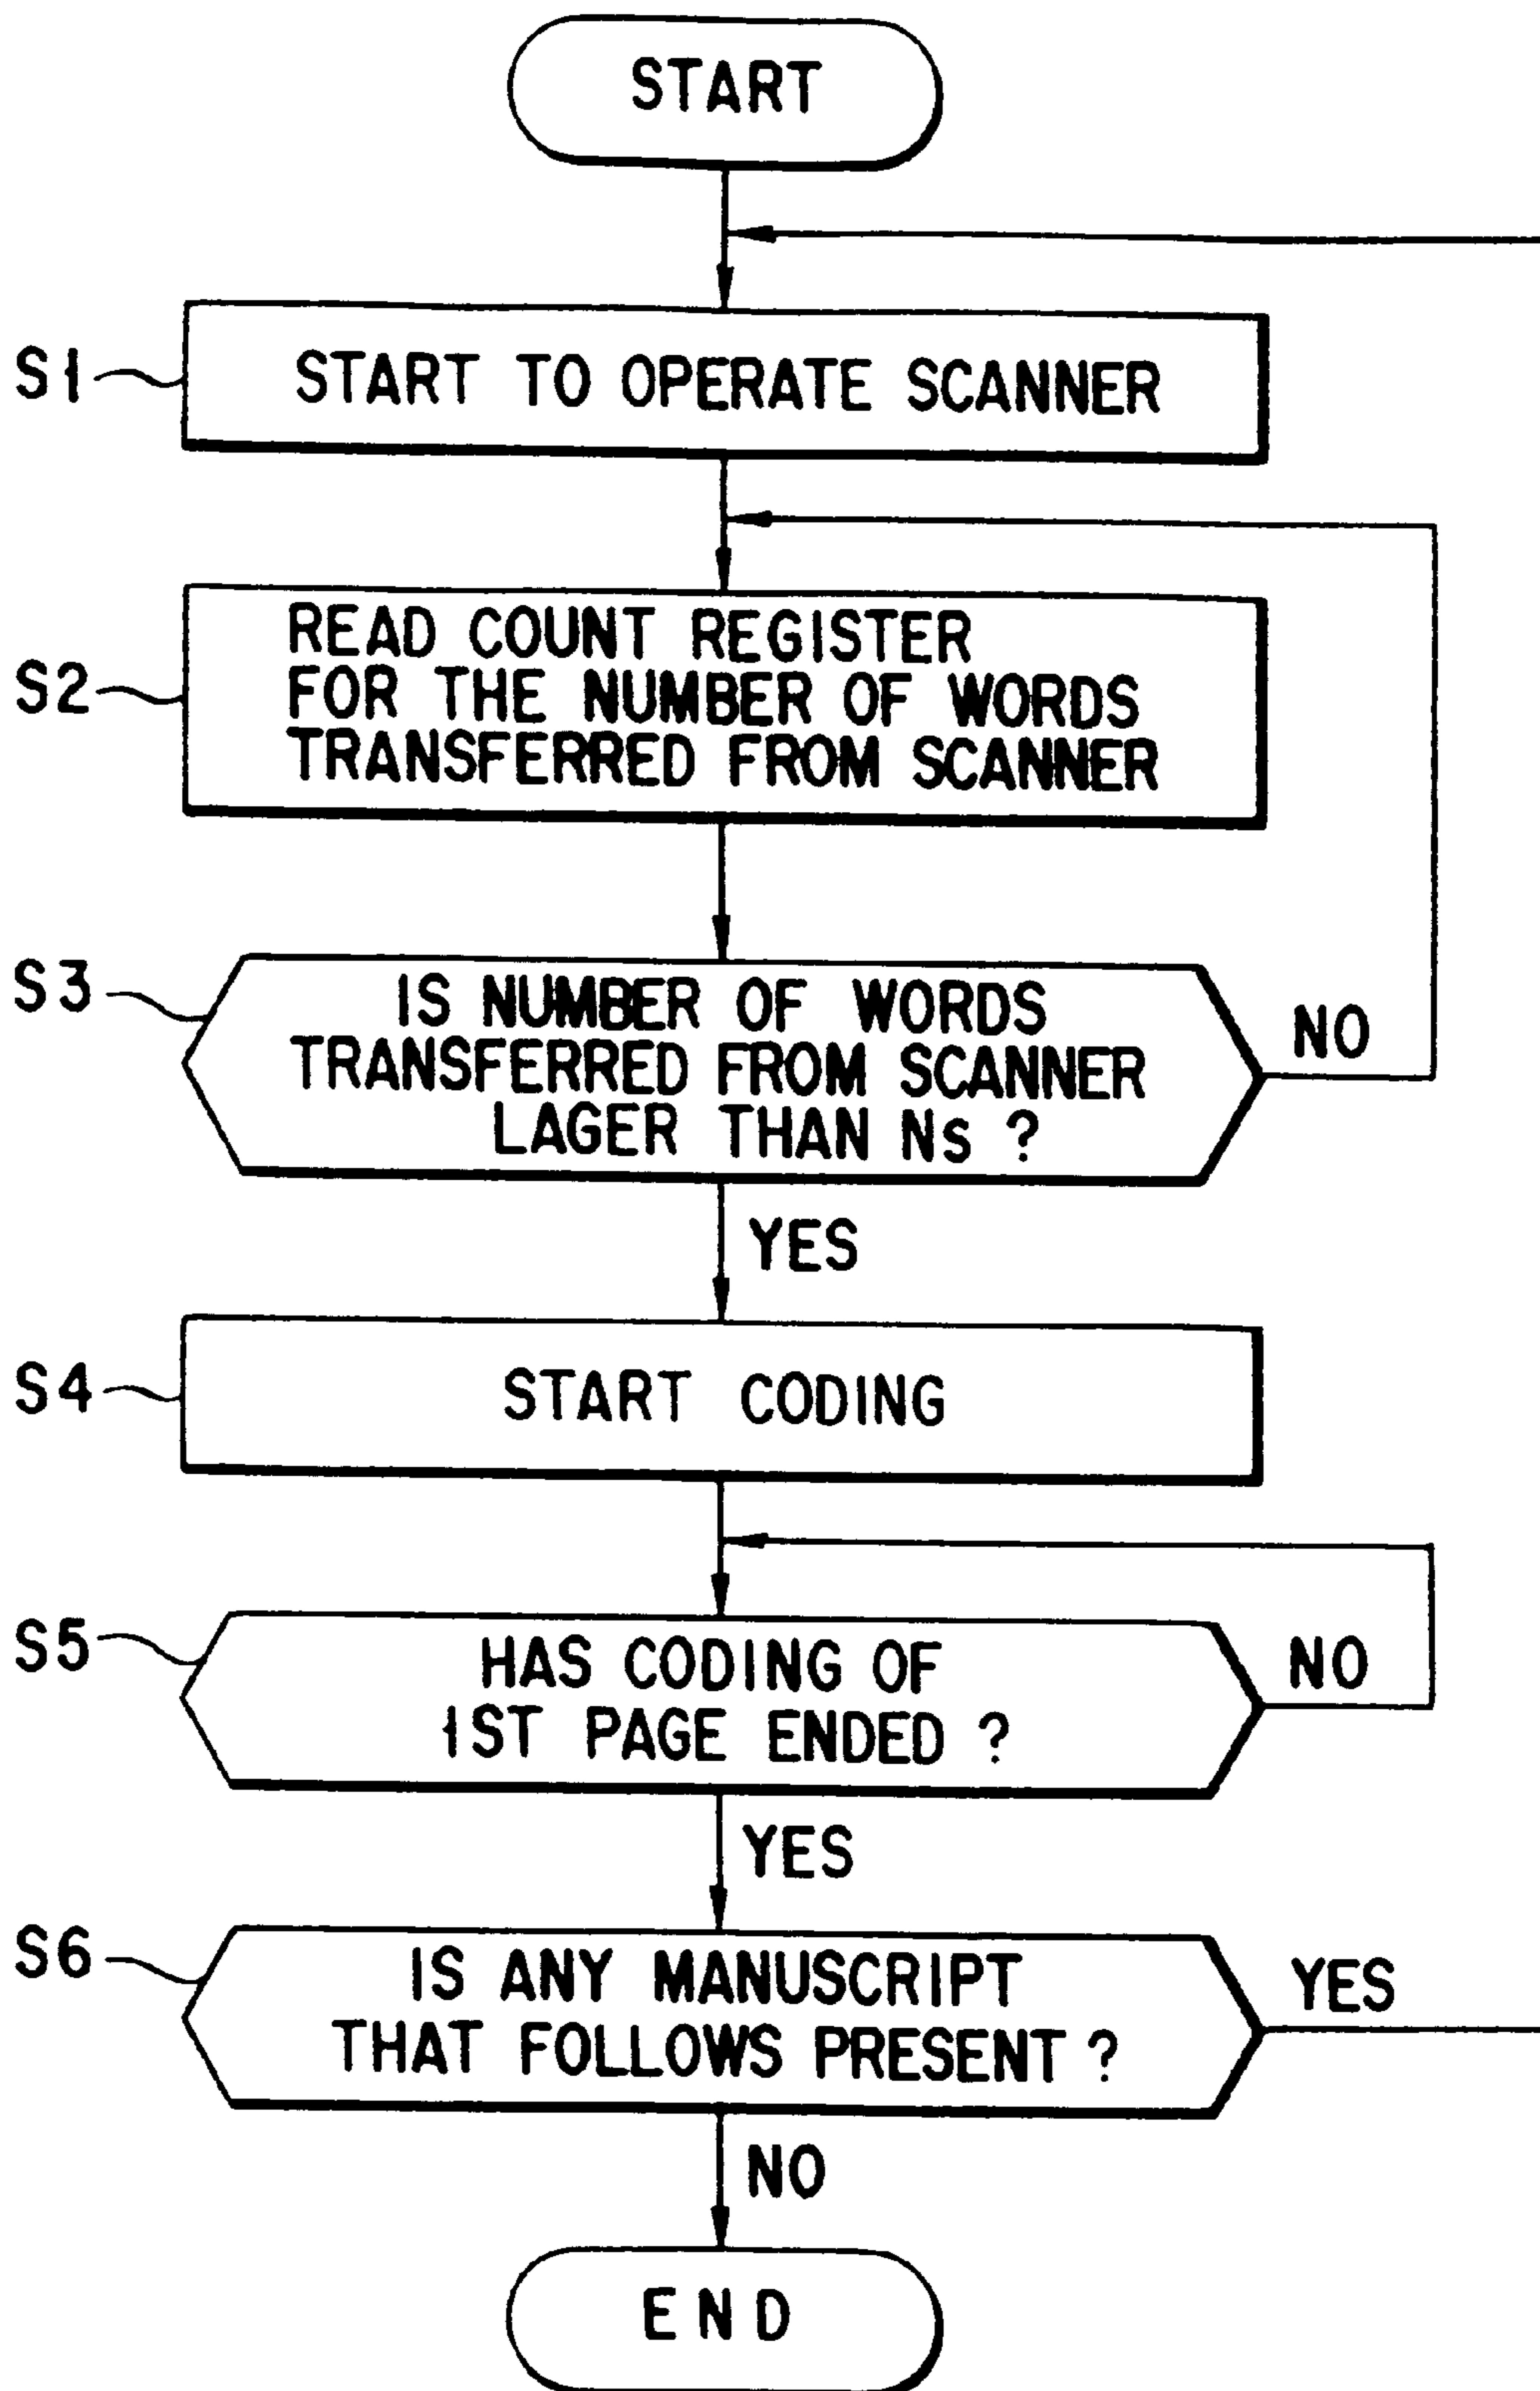 START
S1
START TO OPERATE SCANNER
S2
READ COUNT REGISTER
FOR THE NUMBER OF WORDS
TRANSFERRED FROM SCANNER
S3
IS NUMBER OF WORDS
TRANSFERRED FROM SCANNER
LAGER THAN Ns ?
NO
YES
S4
START CODING
S5
HAS CODING OF
1ST PAGE ENDED ?
NO
YES
S6
IS ANY MANUSCRIPT
THAT FOLLOWS PRESENT ?
YES
NO
END